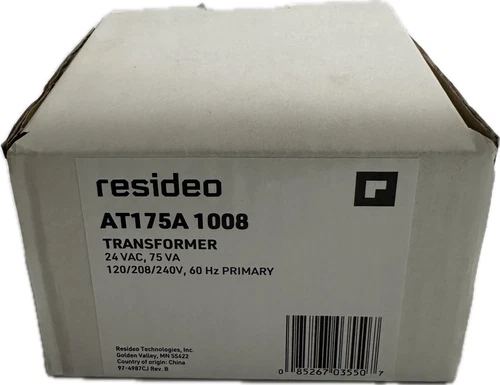 resideo
AT175A 1008
TRANSFORMER
24 VAC, 75 VA
120/208/240V, 60 Hz PRIMARY
Resideo Technologies, Inc.
Golden Valley, MN 55422
Country of origin: China
97-4987CJ Rev. B
0 85267 03550 7